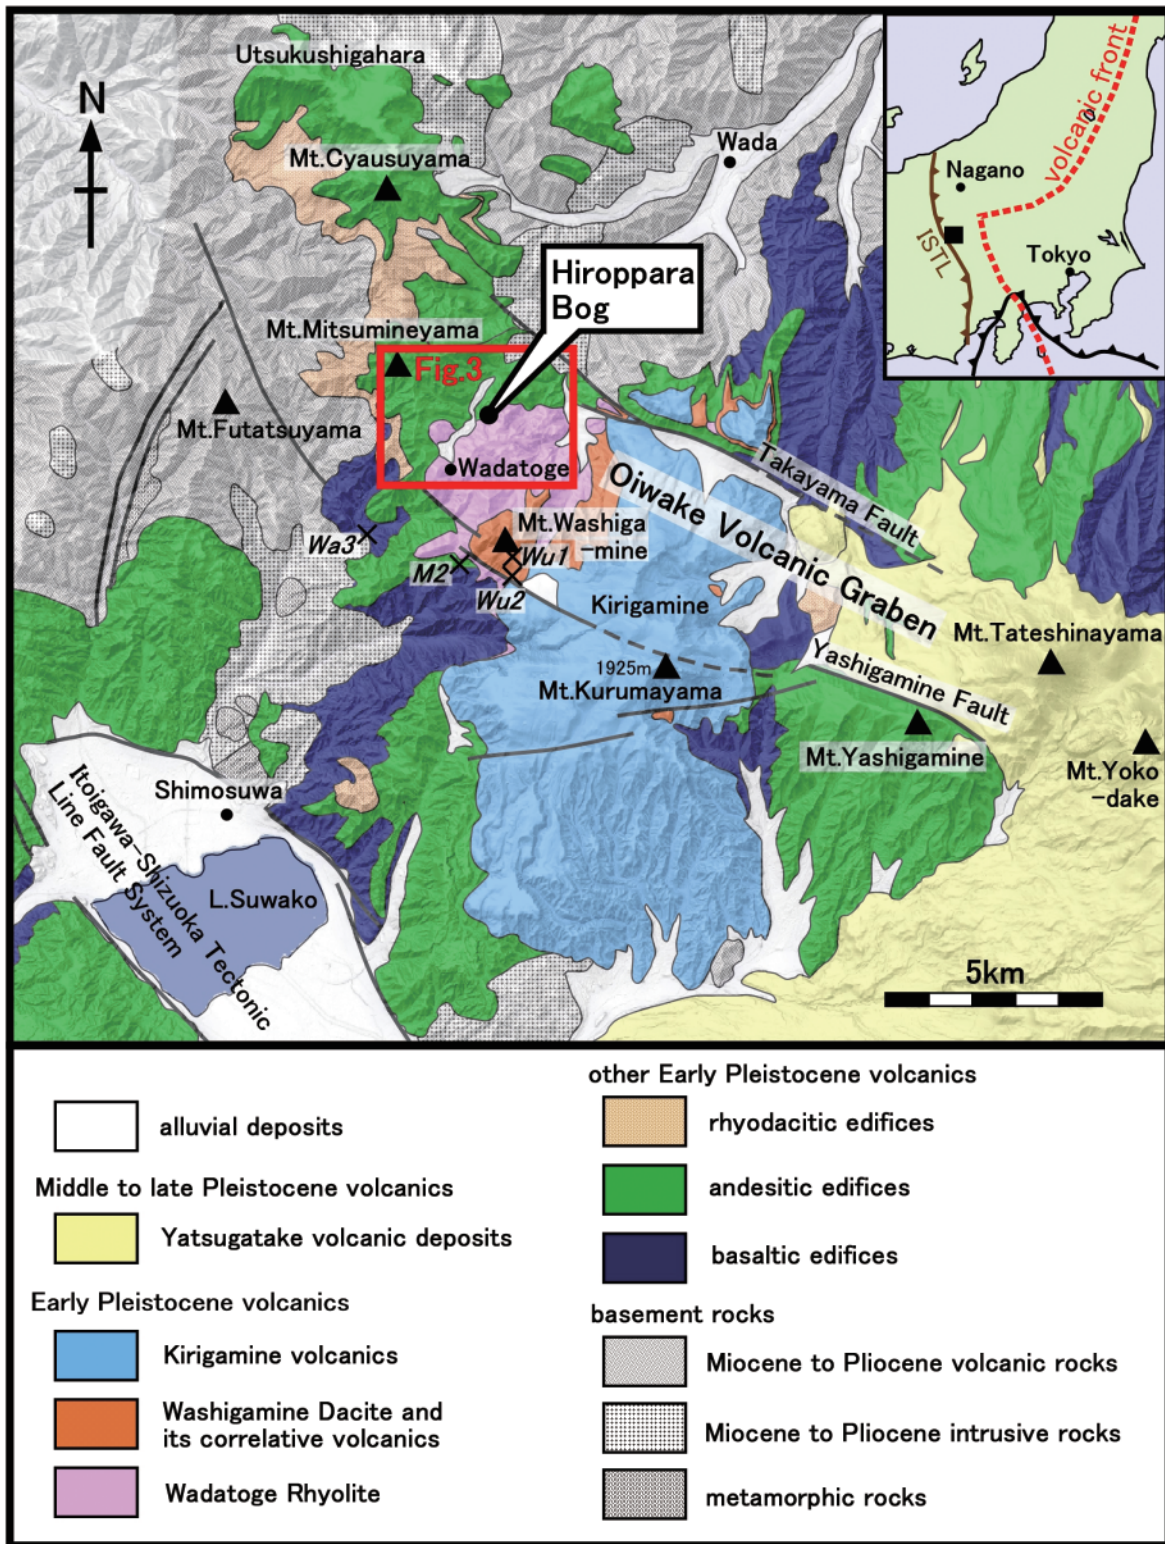 Utsukushigahara
N
Mt.Cyausuyama
Wada
volcanic front
Nagano
ISTL
Tokyo
Hiroppara
Bog
Mt.Mitsumineyama
Fig.3
Mt.Futatsuyama
Wadatoge
Takayama Fault
Oiwake Volcanic Graben
Mt.Washiga
-mine
Wa3
M2
Wu1
Wu2
Kirigamine
Mt.Tateshinayama
1925m
Mt.Kurumayama
Yashigamine Fault
Mt.Yashigamine
Mt.Yoko
-dake
Shimosuwa
Itoigawa-Shizuoka Tectonic
Line Fault System
L.Suwako
5km
alluvial deposits
Middle to late Pleistocene volcanics
Yatsugatake volcanic deposits
Early Pleistocene volcanics
Kirigamine volcanics
Washigamine Dacite and
its correlative volcanics
Wadatoge Rhyolite
other Early Pleistocene volcanics
rhyodacitic edifices
andesitic edifices
basaltic edifices
basement rocks
Miocene to Pliocene volcanic rocks
Miocene to Pliocene intrusive rocks
metamorphic rocks